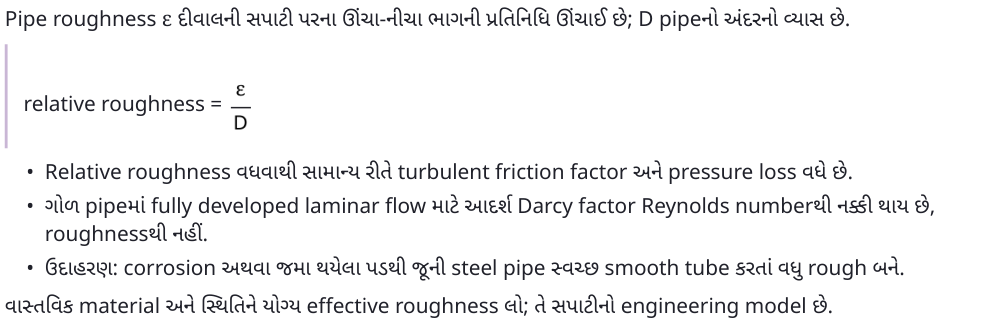 Pipe roughness ε દીવાલની સપાટી પરના ઊંચા-નીચા ભાગની પ્રતિનિધિ ઊંચાઈ છે; D pipeનો અંદરનો વ્યાસ છે.
relative roughness = ε / D
• Relative roughness વધવાથી સામાન્ય રીતે turbulent friction factor અને pressure loss વધે છે.
• ગોળ pipeમાં fully developed laminar flow માટે આદર્શ Darcy factor Reynolds numberથી નક્કી થાય છે,
roughnessથી નહીં.
• ઉદાહરણ: corrosion અથવા જમા થયેલા પડથી જૂની steel pipe સ્વચ્છ smooth tube કરતાં વધુ rough બને.
વાસ્તવિક material અને સ્થિતિને યોગ્ય effective roughness લો; તે સપાટીનો engineering model છે.